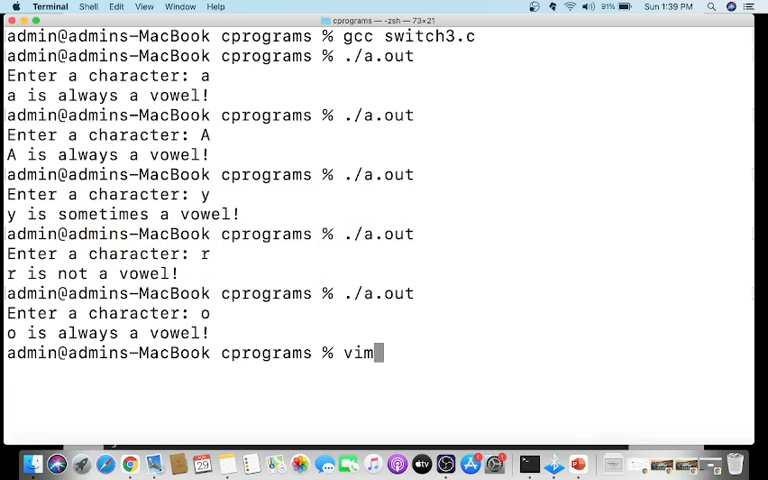 Terminal Shell Edit View Window Help 91% Sun 1:39 PM
cprograms — -zsh — 73×21
admin@admins-MacBook cprograms % gcc switch3.c
admin@admins-MacBook cprograms % ./a.out
Enter a character: a
a is always a vowel!
admin@admins-MacBook cprograms % ./a.out
Enter a character: A
A is always a vowel!
admin@admins-MacBook cprograms % ./a.out
Enter a character: y
y is sometimes a vowel!
admin@admins-MacBook cprograms % ./a.out
Enter a character: r
r is not a vowel!
admin@admins-MacBook cprograms % ./a.out
Enter a character: o
o is always a vowel!
admin@admins-MacBook cprograms % vim
29
tv